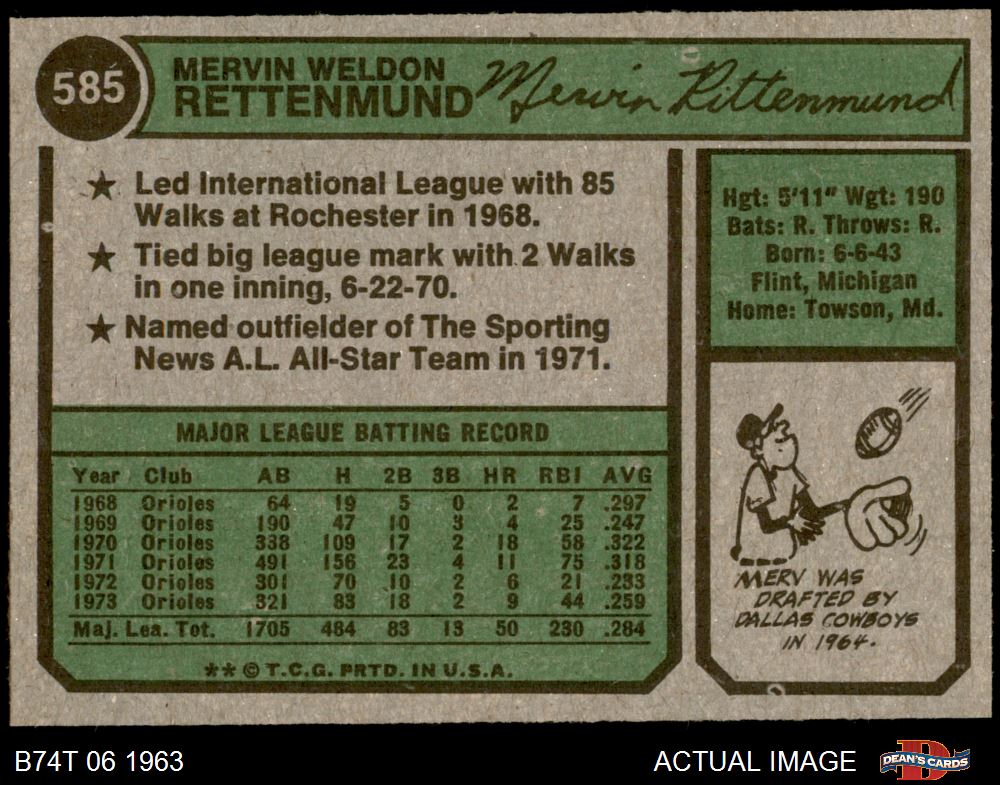 585
MERVIN WELDON
RETTENMUND
Mervin Rettenmund
★ Led International League with 85
Walks at Rochester in 1968.
★ Tied big league mark with 2 Walks
in one inning, 6-22-70.
★ Named outfielder of The Sporting
News A.L. All-Star Team in 1971.
Hgt: 5'11" Wgt: 190
Bats: R. Throws: R.
Born: 6-6-43
Flint, Michigan
Home: Towson, Md.
MAJOR LEAGUE BATTING RECORD
Year Club AB H 2B 3B HR RBI AVG
1968 Orioles 64 19 5 0 2 7 .297
1969 Orioles 190 47 10 3 4 25 .247
1970 Orioles 338 109 17 2 18 58 .322
1971 Orioles 491 156 23 4 11 75 .318
1972 Orioles 301 70 10 2 6 21 .233
1973 Orioles 321 83 18 2 9 44 .259
Maj. Lea. Tot. 1705 484 83 13 50 230 .284
** © T.C.G. PRTD. IN U.S.A.
MERV WAS
DRAFTED BY
DALLAS COWBOYS
IN 1964.
B74T 06 1963
ACTUAL IMAGE
D
DEAN'S CARDS